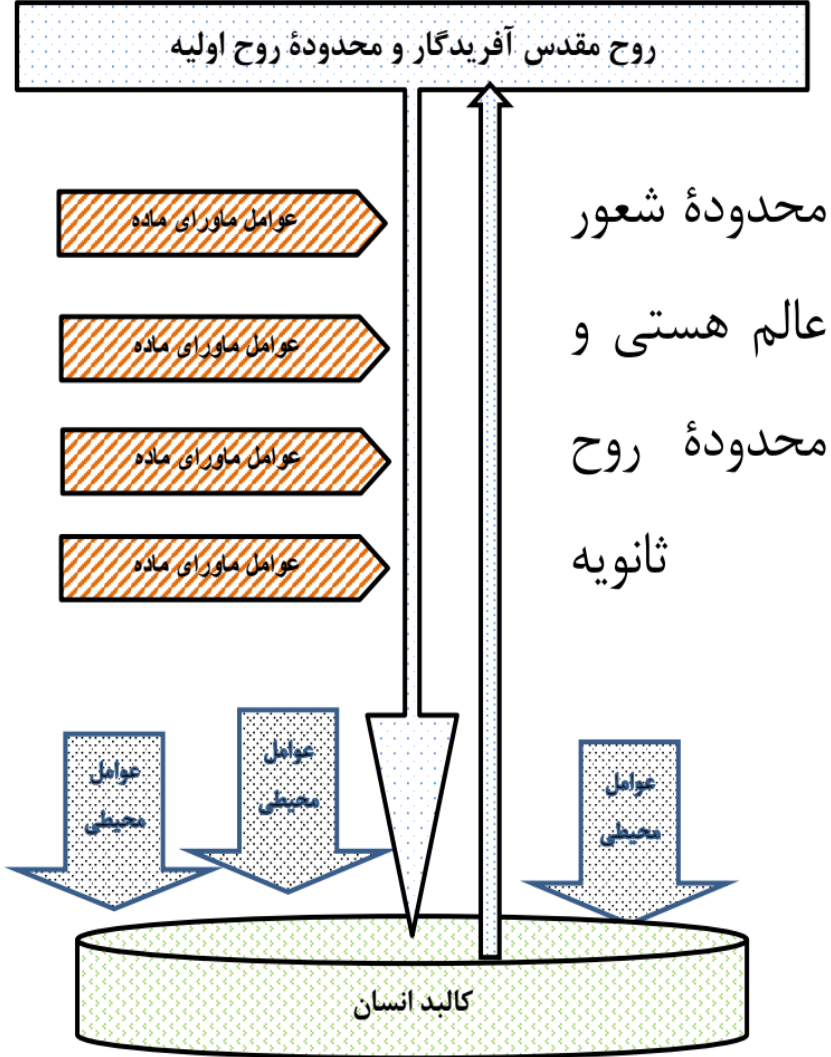 روح مقدس آفریدگار و محدودهٔ روح اولیه
محدودهٔ شعور
عالم هستی و
محدودهٔ روح
ثانویه
عوامل ماورای ماده
عوامل ماورای ماده
عوامل ماورای ماده
عوامل ماورای ماده
عوامل
محیطی
عوامل
محیطی
عوامل
محیطی
کالبد انسان